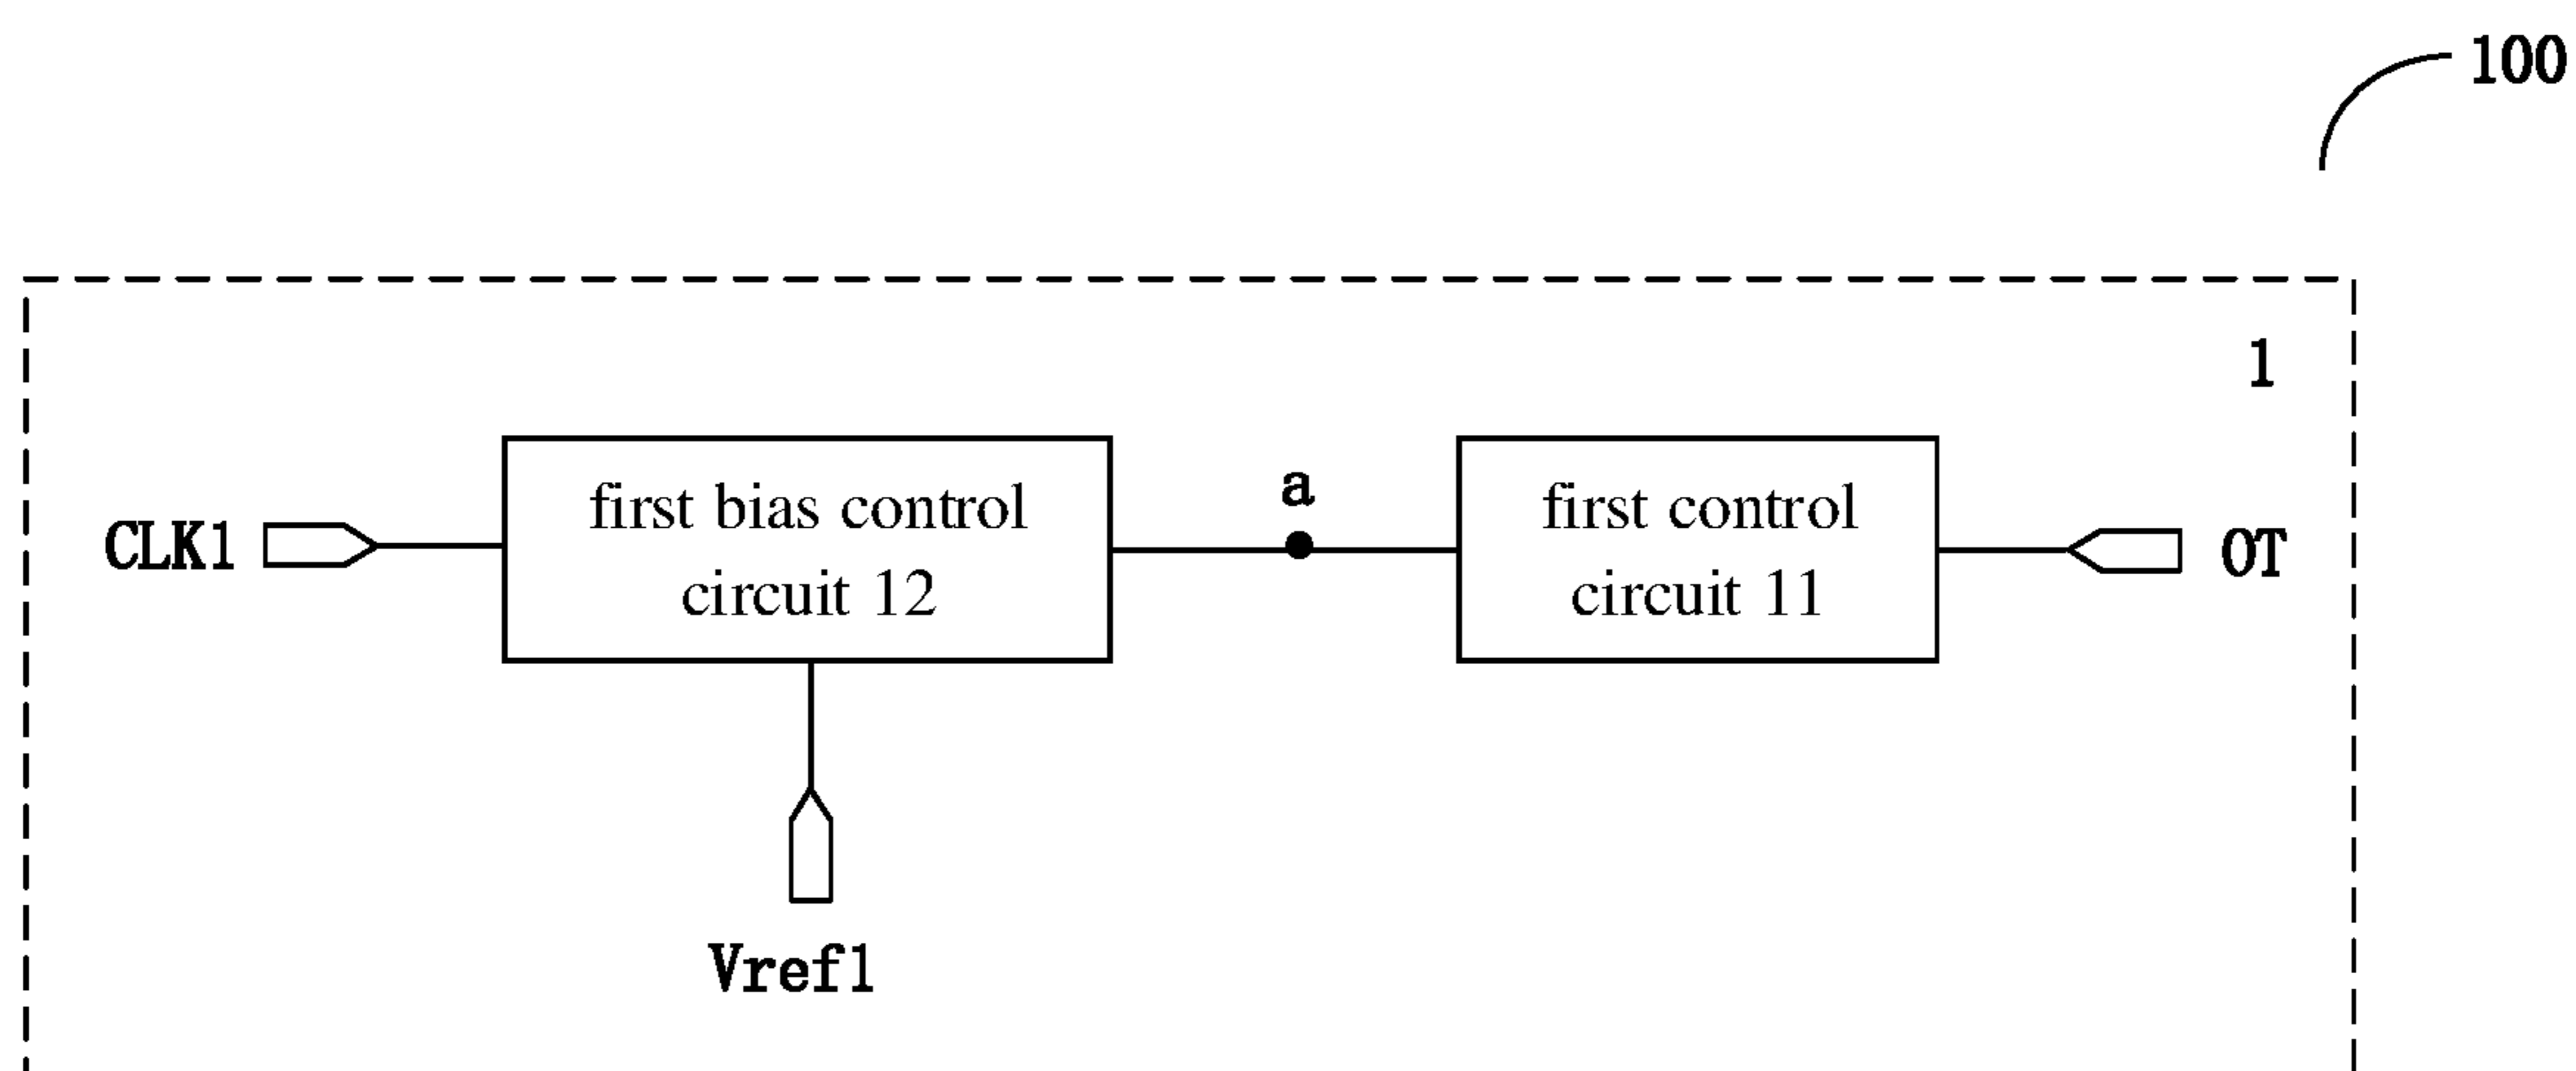 100
1
a
first bias control
circuit 12
first control
circuit 11
CLK1
OT
Vref1